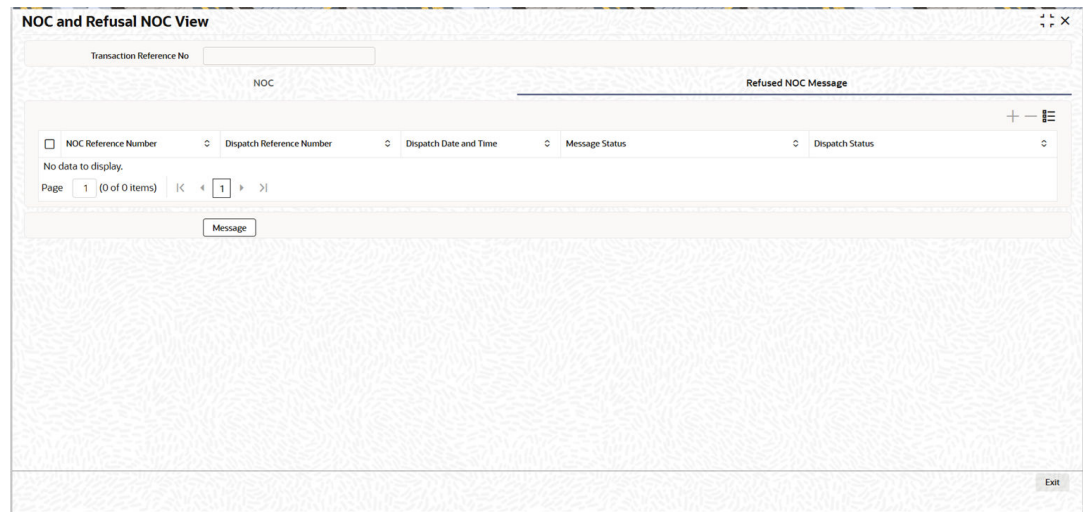 NOC and Refusal NOC View
Transaction Reference No
NOC Refused NOC Message
NOC Reference Number Dispatch Reference Number Dispatch Date and Time Message Status Dispatch Status
No data to display.
Page 1 (0 of 0 items) 1
Message
Exit